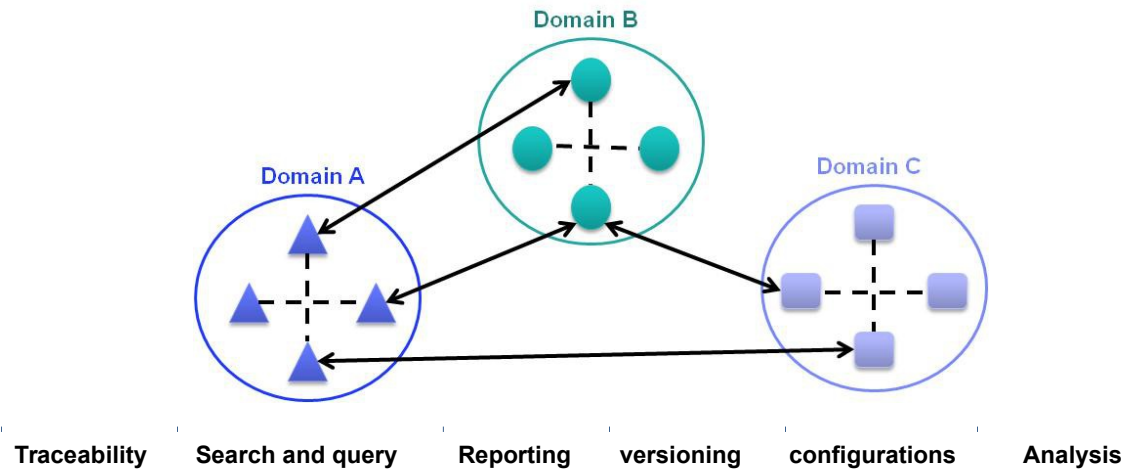 Domain B
Domain A
Domain C
Traceability Search and query Reporting versioning configurations Analysis